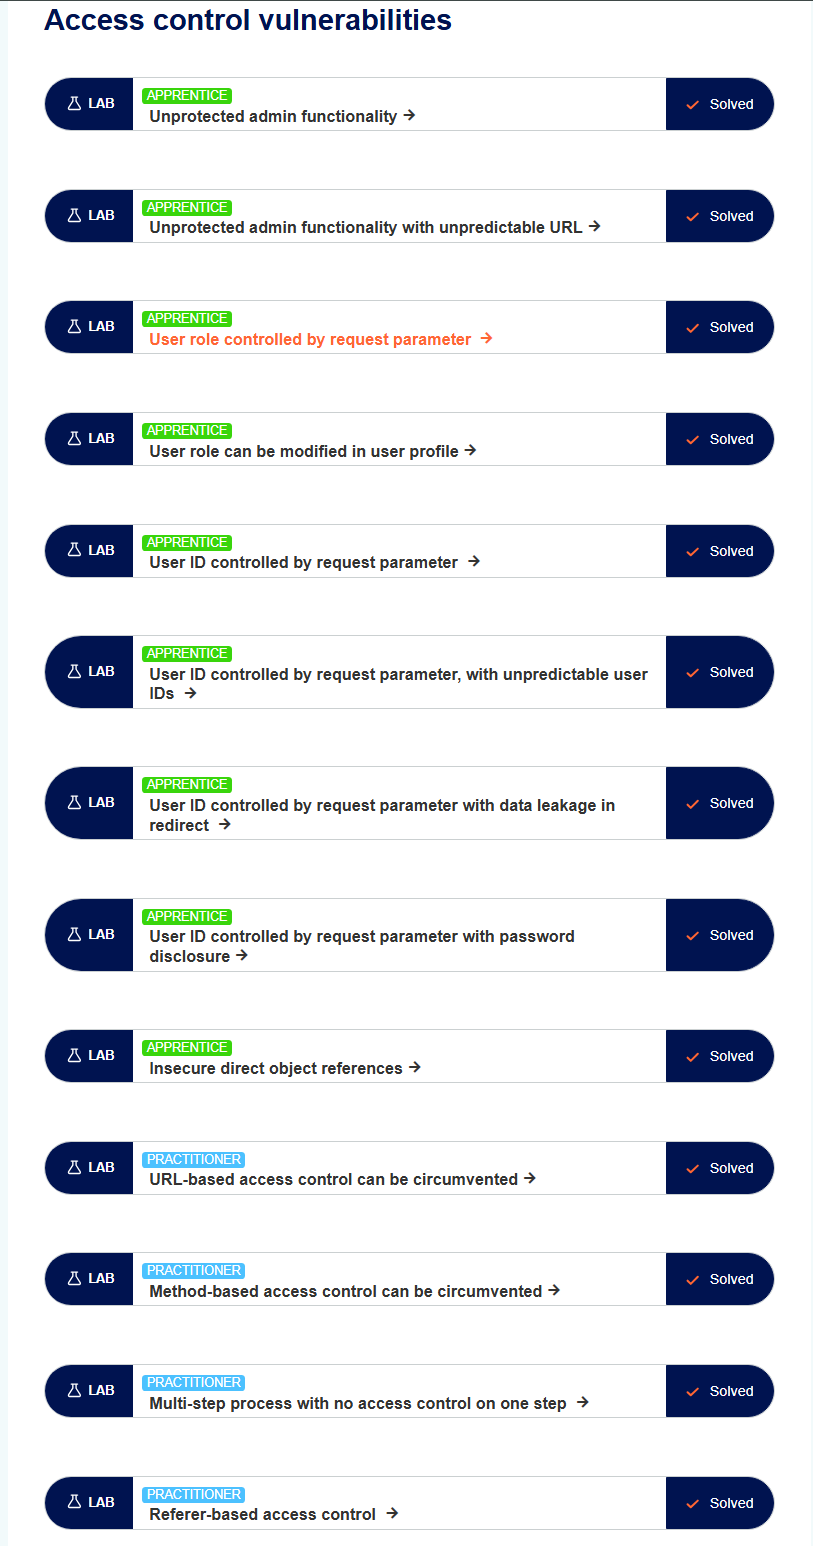 Access control vulnerabilities
LAB
APPRENTICE
Unprotected admin functionality →
Solved
LAB
APPRENTICE
Unprotected admin functionality with unpredictable URL →
Solved
LAB
APPRENTICE
User role controlled by request parameter →
Solved
LAB
APPRENTICE
User role can be modified in user profile →
Solved
LAB
APPRENTICE
User ID controlled by request parameter →
Solved
LAB
APPRENTICE
User ID controlled by request parameter, with unpredictable user
IDs →
Solved
LAB
APPRENTICE
User ID controlled by request parameter with data leakage in
redirect →
Solved
LAB
APPRENTICE
User ID controlled by request parameter with password
disclosure →
Solved
LAB
APPRENTICE
Insecure direct object references →
Solved
LAB
PRACTITIONER
URL-based access control can be circumvented →
Solved
LAB
PRACTITIONER
Method-based access control can be circumvented →
Solved
LAB
PRACTITIONER
Multi-step process with no access control on one step →
Solved
LAB
PRACTITIONER
Referer-based access control →
Solved